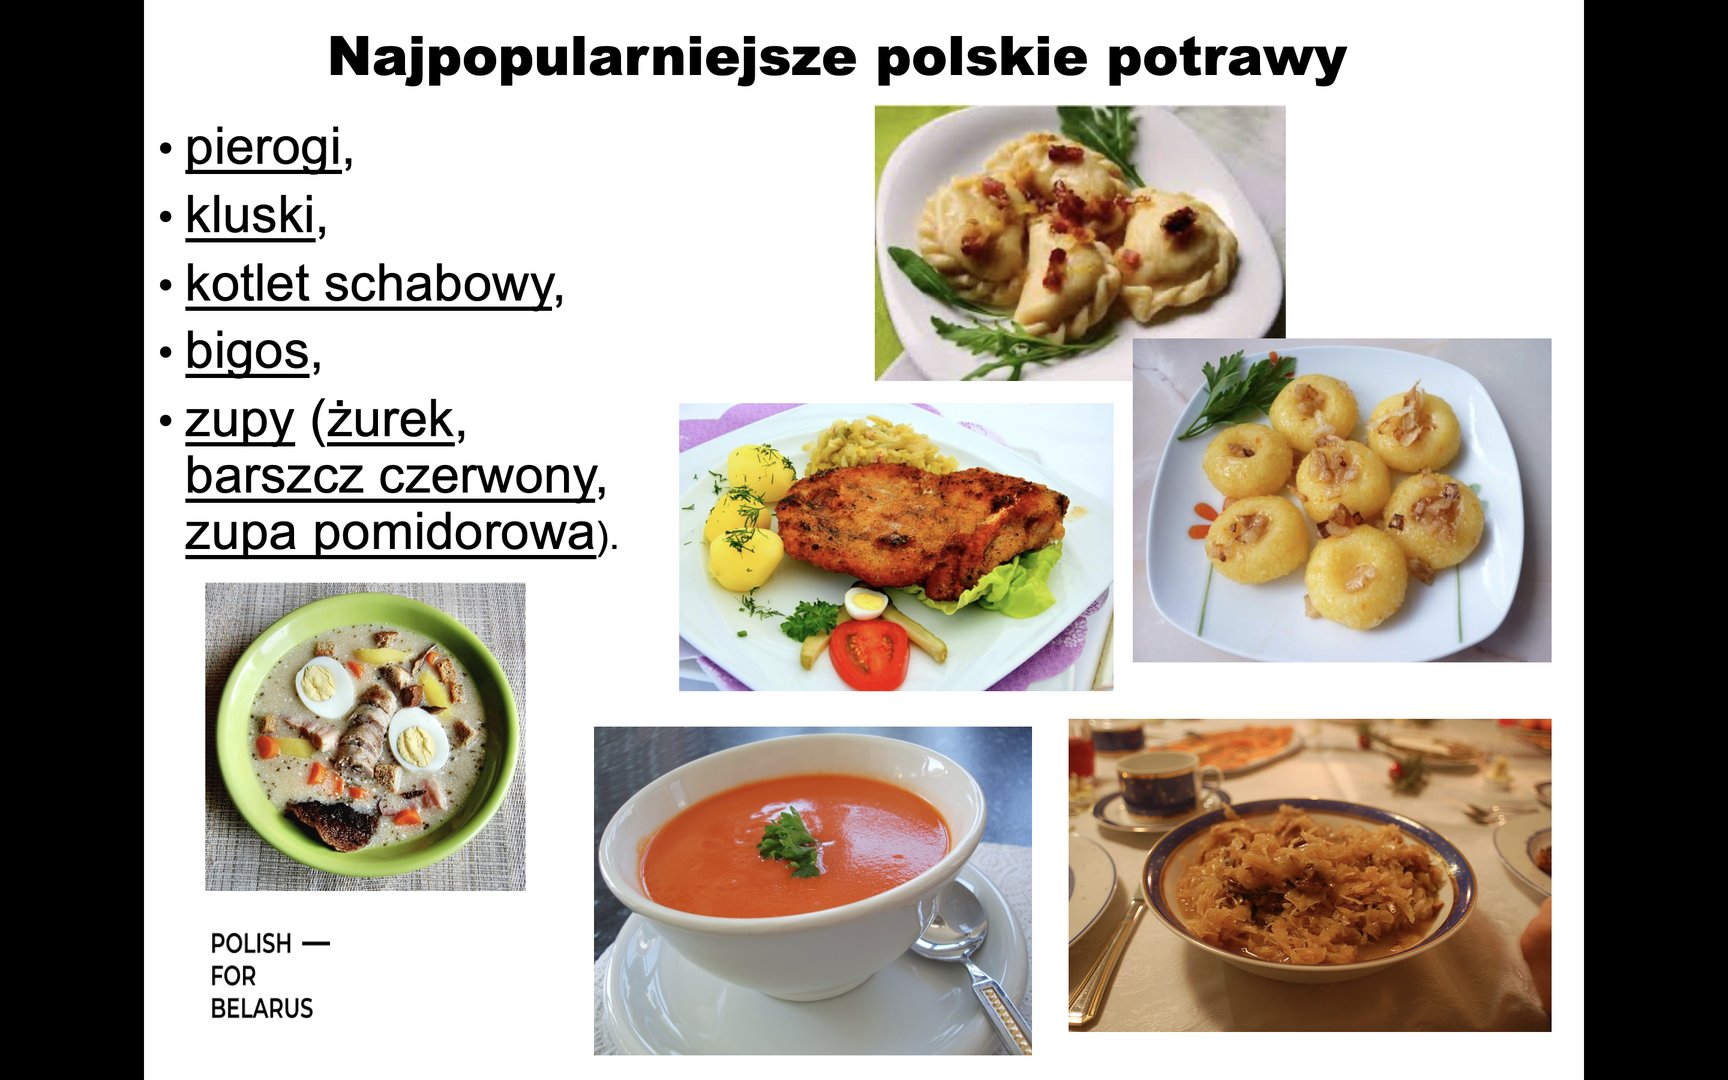 Najpopularniejsze polskie potrawy
• pierogi,
• kluski,
• kotlet schabowy,
• bigos,
• zupy (żurek,
barszcz czerwony,
zupa pomidorowa).
POLISH —
FOR
BELARUS